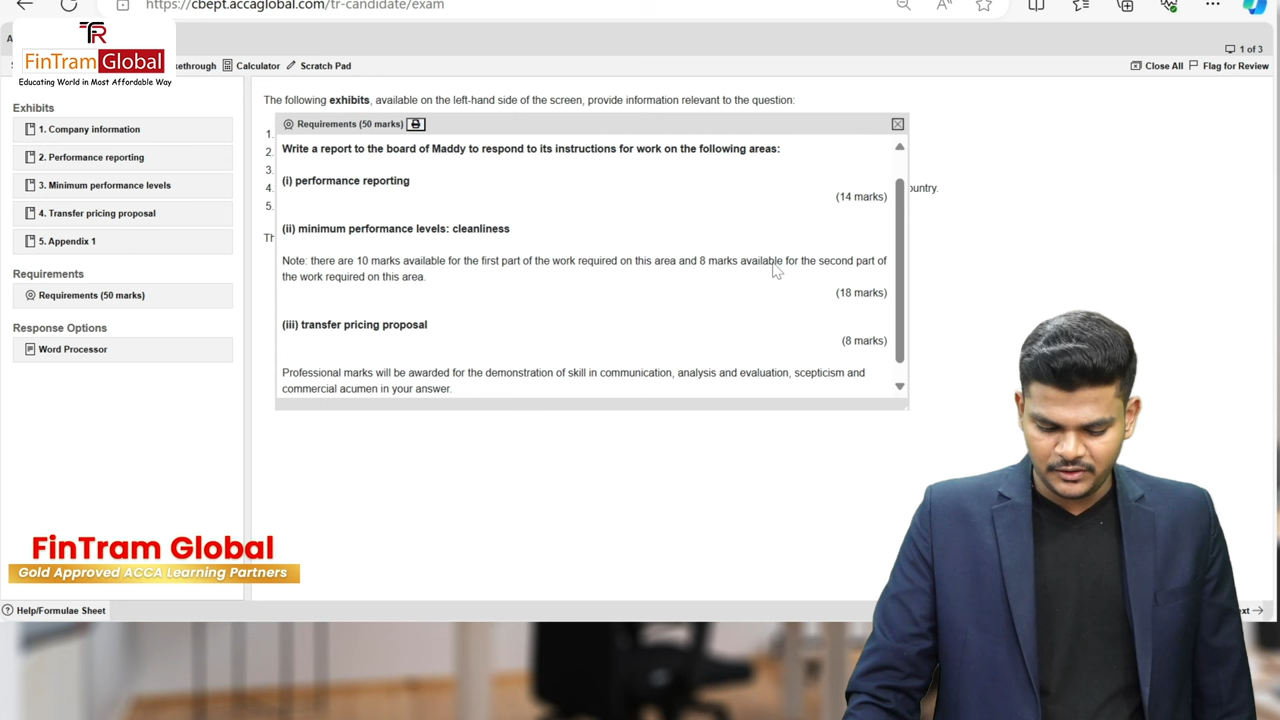 https://cbept.accaglobal.com/tr-candidate/exam
TR
FinTram Global
Educating World in Most Affordable Way
1 of 3
kethrough
Calculator
Scratch Pad
Close All
Flag for Review
Exhibits
1. Company information
2. Performance reporting
3. Minimum performance levels
4. Transfer pricing proposal
5. Appendix 1
Requirements
Requirements (50 marks)
Response Options
Word Processor
The following exhibits, available on the left-hand side of the screen, provide information relevant to the question:
1.
2.
3.
4.
5.
ountry.
Th
Requirements (50 marks)
Write a report to the board of Maddy to respond to its instructions for work on the following areas:
(i) performance reporting
(14 marks)
(ii) minimum performance levels: cleanliness
Note: there are 10 marks available for the first part of the work required on this area and 8 marks available for the second part of
the work required on this area.
(18 marks)
(iii) transfer pricing proposal
(8 marks)
Professional marks will be awarded for the demonstration of skill in communication, analysis and evaluation, scepticism and
commercial acumen in your answer.
FinTram Global
Gold Approved ACCA Learning Partners
Help/Formulae Sheet
ext